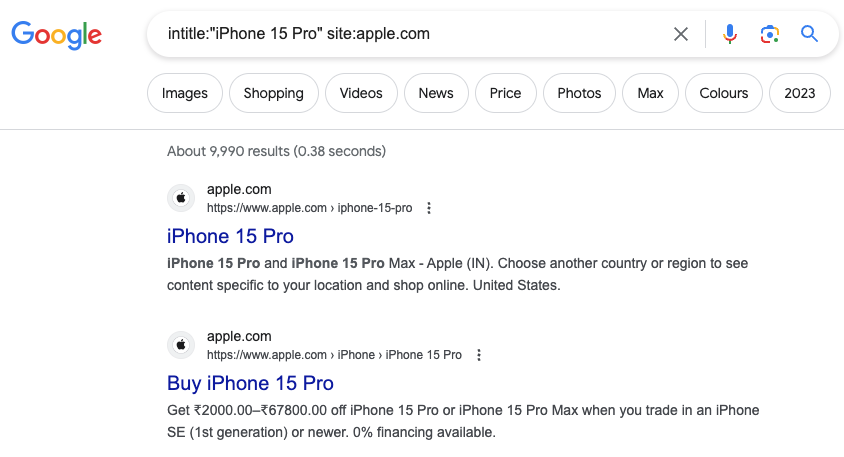 Google
intitle:"iPhone 15 Pro" site:apple.com
Images
Shopping
Videos
News
Price
Photos
Max
Colours
2023
About 9,990 results (0.38 seconds)
apple.com
https://www.apple.com › iphone-15-pro
iPhone 15 Pro
iPhone 15 Pro and iPhone 15 Pro Max - Apple (IN). Choose another country or region to see
content specific to your location and shop online. United States.
apple.com
https://www.apple.com › iPhone › iPhone 15 Pro
Buy iPhone 15 Pro
Get ₹2000.00–₹67800.00 off iPhone 15 Pro or iPhone 15 Pro Max when you trade in an iPhone
SE (1st generation) or newer. 0% financing available.